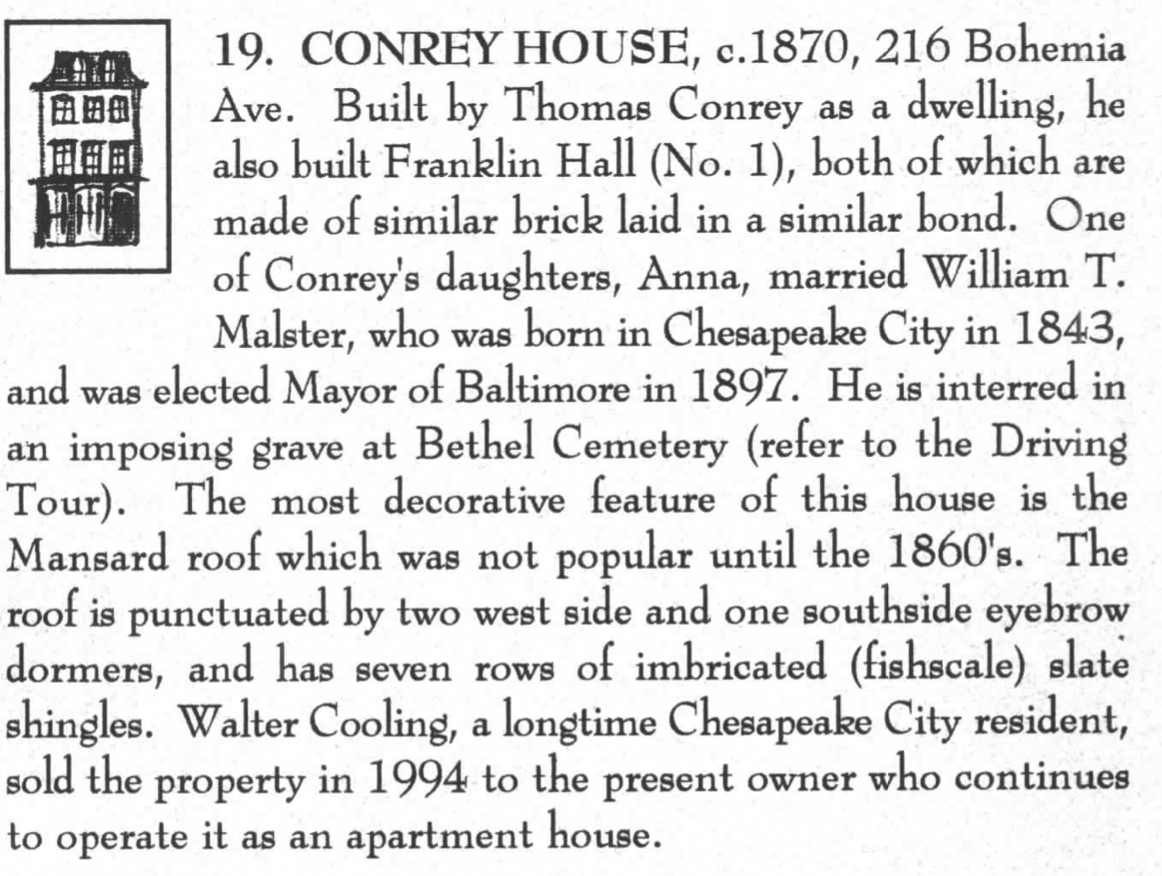 19. CONREY HOUSE, c.1870, 216 Bohemia
Ave. Built by Thomas Conrey as a dwelling, he
also built Franklin Hall (No. 1), both of which are
made of similar brick laid in a similar bond. One
of Conrey's daughters, Anna, married William T.
Malster, who was born in Chesapeake City in 1843,
and was elected Mayor of Baltimore in 1897. He is interred in
an imposing grave at Bethel Cemetery (refer to the Driving
Tour). The most decorative feature of this house is the
Mansard roof which was not popular until the 1860's. The
roof is punctuated by two west side and one southside eyebrow
dormers, and has seven rows of imbricated (fishscale) slate
shingles. Walter Cooling, a longtime Chesapeake City resident,
sold the property in 1994 to the present owner who continues
to operate it as an apartment house.